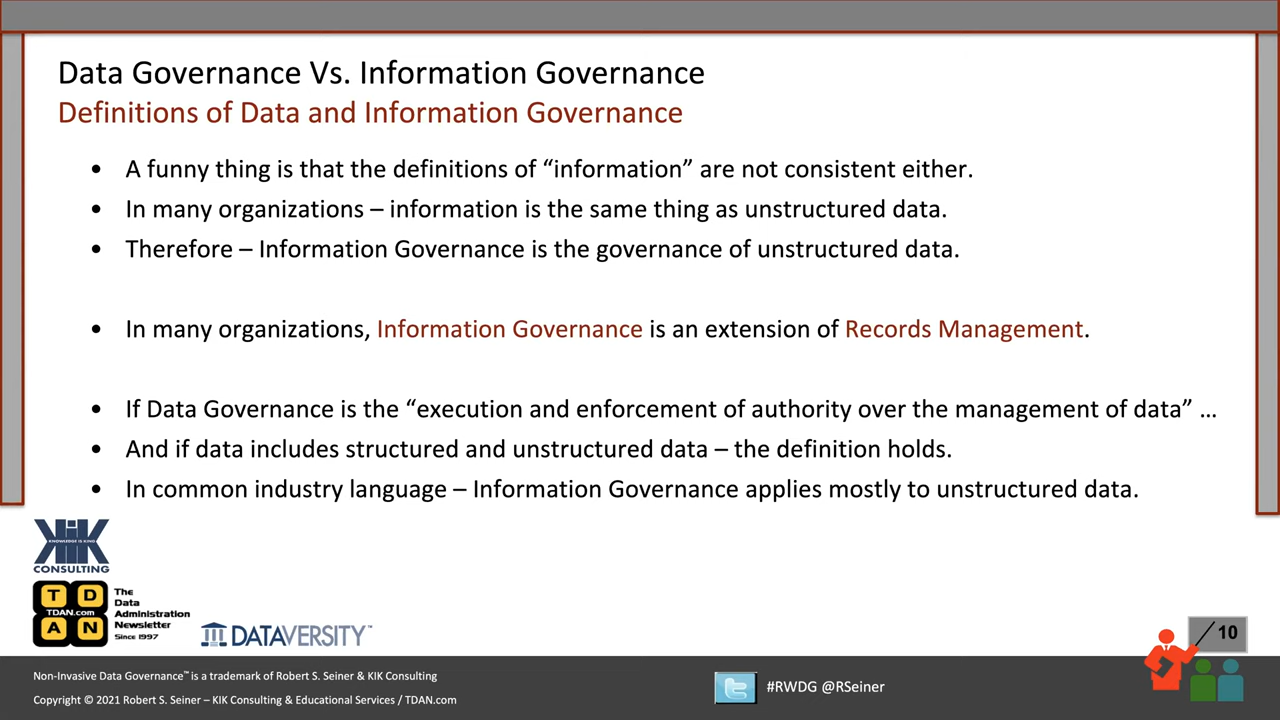 Data Governance Vs. Information Governance
Definitions of Data and Information Governance
• A funny thing is that the definitions of “information” are not consistent either.
• In many organizations – information is the same thing as unstructured data.
• Therefore – Information Governance is the governance of unstructured data.
• In many organizations, Information Governance is an extension of Records Management.
• If Data Governance is the “execution and enforcement of authority over the management of data” ...
• And if data includes structured and unstructured data – the definition holds.
• In common industry language – Information Governance applies mostly to unstructured data.
KIK
KNOWLEDGE IS KING
CONSULTING
T D
TDAN.com
A N
The
Data
Administration
Newsletter
Since 1997
DATAVERSITY™
10
Non-Invasive Data Governance™ is a trademark of Robert S. Seiner & KIK Consulting
Copyright © 2021 Robert S. Seiner – KIK Consulting & Educational Services / TDAN.com
#RWDG @RSeiner